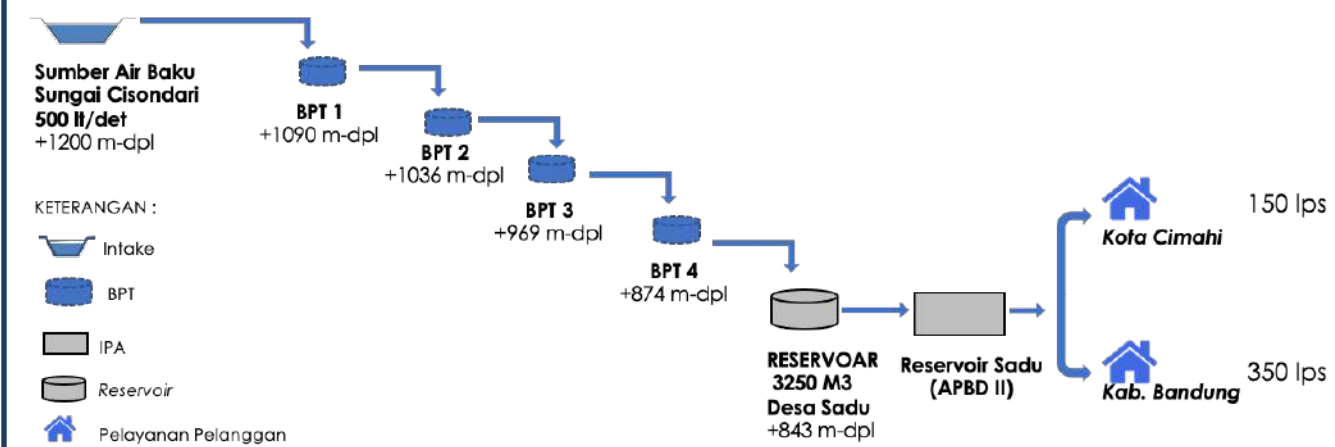 Sumber Air Baku
Sungai Cisondari
500 lt/det
+1200 m-dpl
BPT 1
+1090 m-dpl
BPT 2
+1036 m-dpl
BPT 3
+969 m-dpl
BPT 4
+874 m-dpl
RESERVOAR
3250 M3
Desa Sadu
+843 m-dpl
Reservoir Sadu
(APBD II)
Kota Cimahi
150 lps
Kab. Bandung
350 lps
KETERANGAN :
Intake
BPT
IPA
Reservoir
Pelayanan Pelanggan